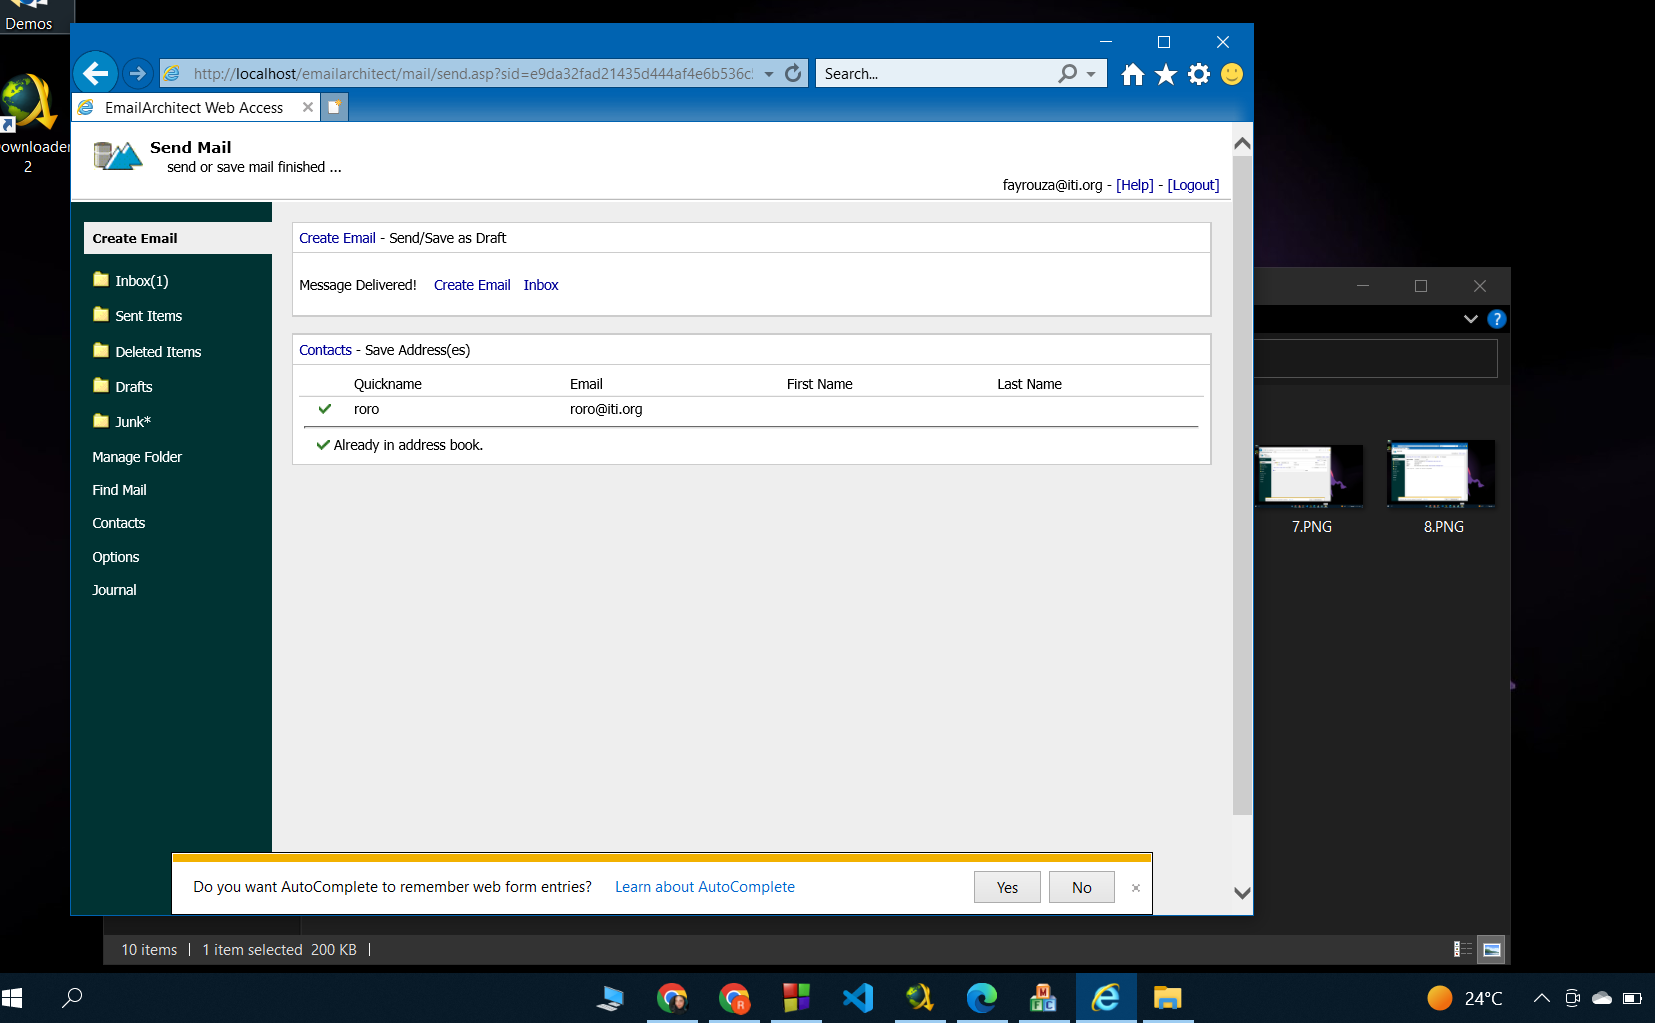 Demos
ownloader
2
http://localhost/emailarchitect/mail/send.asp?sid=e9da32fad21435d444af4e6b536c
Search...
EmailArchitect Web Access
Send Mail
send or save mail finished ...
fayrouza@iti.org - [Help] - [Logout]
Create Email
Inbox(1)
Sent Items
Deleted Items
Drafts
Junk*
Manage Folder
Find Mail
Contacts
Options
Journal
Create Email - Send/Save as Draft
Message Delivered! Create Email Inbox
Contacts - Save Address(es)
Quickname Email First Name Last Name
roro roro@iti.org
Already in address book.
7.PNG
8.PNG
Do you want AutoComplete to remember web form entries? Learn about AutoComplete Yes No
10 items 1 item selected 200 KB
24°C